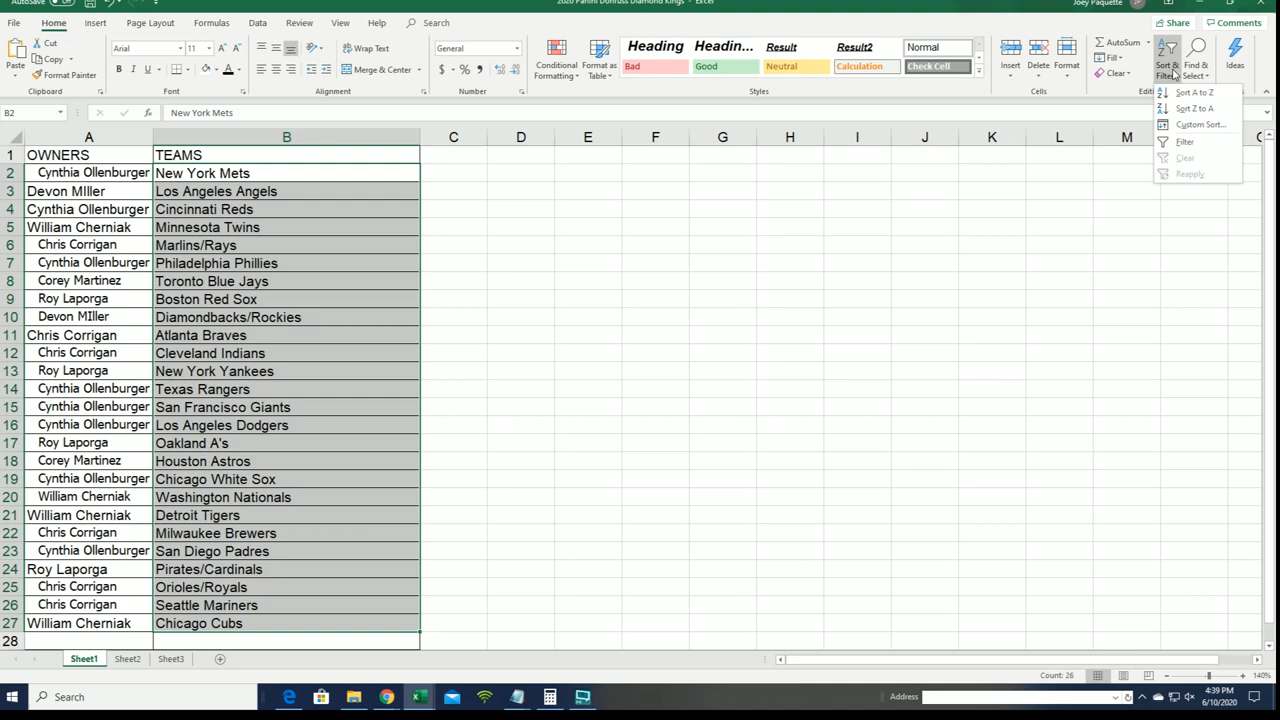 AutoSave Off
2020 Panini Donruss Diamond Kings - Excel
Joey Paquette JP
File Home Insert Page Layout Formulas Data Review View Help Search Share Comments
Cut
Copy
Format Painter
Paste
Arial 11
B I U
Wrap Text
Merge & Center
General
$ % ,
Conditional Formatting
Format as Table
Heading Headin... Result Result2 Normal
Bad Good Neutral Calculation Check Cell
Insert Delete Format
AutoSum
Fill
Clear
Sort & Filter
Find & Select
Ideas
Clipboard Font Alignment Number Styles Cells Editi
Sort A to Z
Sort Z to A
Custom Sort...
Filter
Clear
Reapply
B2 fx New York Mets
A B C D E F G H I J K L M
1 OWNERS TEAMS
2 Cynthia Ollenburger New York Mets
3 Devon MIller Los Angeles Angels
4 Cynthia Ollenburger Cincinnati Reds
5 William Cherniak Minnesota Twins
6 Chris Corrigan Marlins/Rays
7 Cynthia Ollenburger Philadelphia Phillies
8 Corey Martinez Toronto Blue Jays
9 Roy Laporga Boston Red Sox
10 Devon MIller Diamondbacks/Rockies
11 Chris Corrigan Atlanta Braves
12 Chris Corrigan Cleveland Indians
13 Roy Laporga New York Yankees
14 Cynthia Ollenburger Texas Rangers
15 Cynthia Ollenburger San Francisco Giants
16 Cynthia Ollenburger Los Angeles Dodgers
17 Roy Laporga Oakland A's
18 Corey Martinez Houston Astros
19 Cynthia Ollenburger Chicago White Sox
20 William Cherniak Washington Nationals
21 William Cherniak Detroit Tigers
22 Chris Corrigan Milwaukee Brewers
23 Cynthia Ollenburger San Diego Padres
24 Roy Laporga Pirates/Cardinals
25 Chris Corrigan Orioles/Royals
26 Chris Corrigan Seattle Mariners
27 William Cherniak Chicago Cubs
28
Sheet1 Sheet2 Sheet3
Count: 26 140%
Search
Address
4:39 PM
6/10/2020